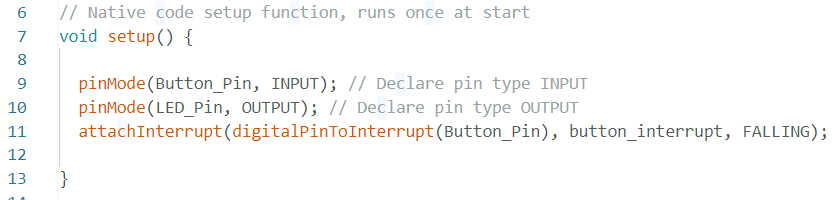 6 // Native code setup function, runs once at start
7 void setup() {
8
9 pinMode(Button_Pin, INPUT); // Declare pin type INPUT
10 pinMode(LED_Pin, OUTPUT); // Declare pin type OUTPUT
11 attachInterrupt(digitalPinToInterrupt(Button_Pin), button_interrupt, FALLING);
12
13 }